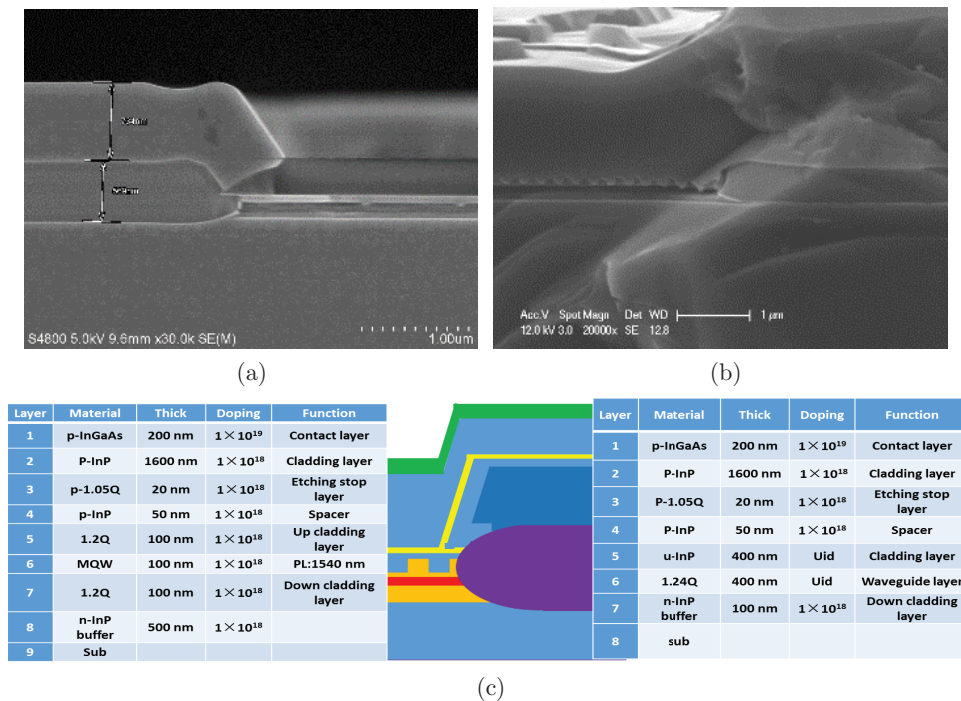 S4800 5.0kV 9.6mm x30.0k SE(M)
1.00um
Acc.V Spot Magn Det WD 1 μm
12.0 kV 3.0 20000x SE 12.8
(a)
(b)
Layer Material Thick Doping Function
1 p-InGaAs 200 nm 1×10¹⁹ Contact layer
2 P-InP 1600 nm 1×10¹⁸ Cladding layer
3 p-1.05Q 20 nm 1×10¹⁸ Etching stop
layer
4 p-InP 50 nm 1×10¹⁸ Spacer
5 1.2Q 100 nm 1×10¹⁸ Up cladding
layer
6 MQW 100 nm 1×10¹⁸ PL:1540 nm
7 1.2Q 100 nm 1×10¹⁸ Down cladding
layer
8 n-InP
buffer 500 nm 1×10¹⁸
9 Sub
Layer Material Thick Doping Function
1 p-InGaAs 200 nm 1×10¹⁹ Contact layer
2 P-InP 1600 nm 1×10¹⁸ Cladding layer
3 P-1.05Q 20 nm 1×10¹⁸ Etching stop
layer
4 P-InP 50 nm 1×10¹⁸ Spacer
5 u-InP 400 nm Uid Cladding layer
6 1.24Q 400 nm Uid Waveguide layer
7 n-InP
buffer 100 nm 1×10¹⁸ Down cladding
layer
8 sub
(c)